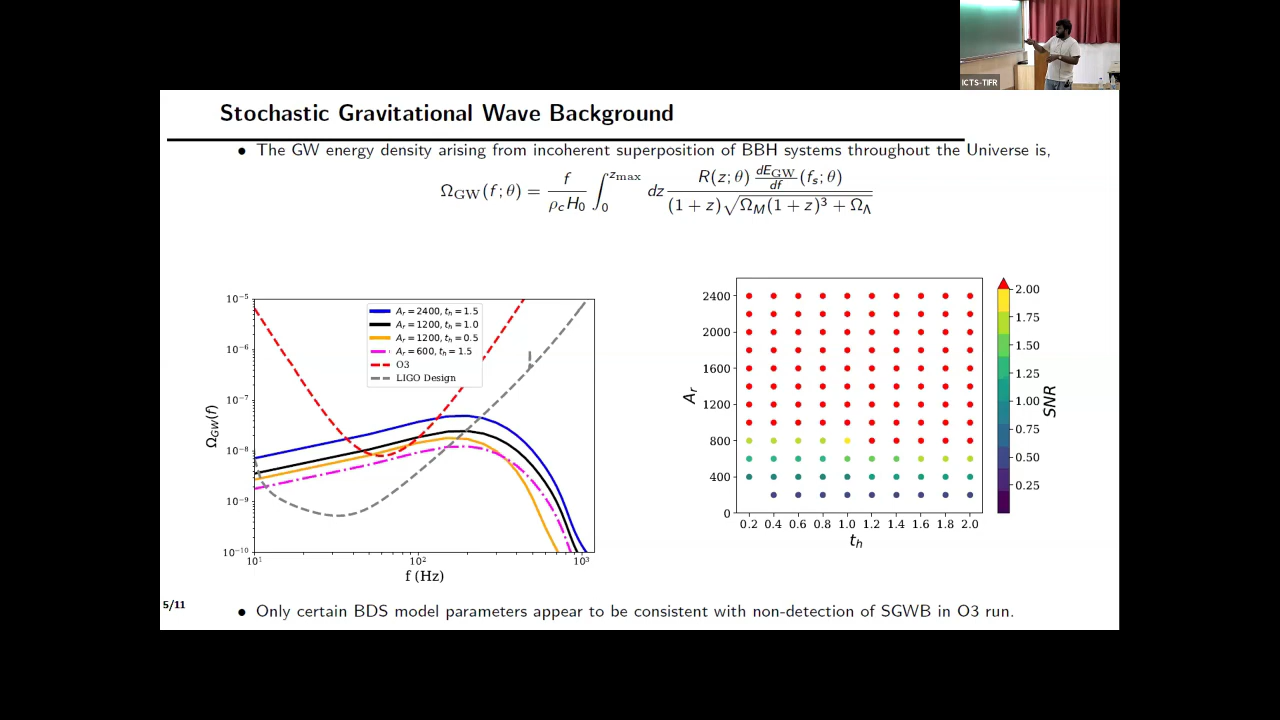 ICTS-TIFR
Stochastic Gravitational Wave Background
• The GW energy density arising from incoherent superposition of BBH systems throughout the Universe is,
Ω_GW(f; θ) = f / (ρ_c H_0) ∫_0^{z_max} dz R(z; θ) dE_GW/df (f_s; θ) / ((1 + z)√(Ω_M(1 + z)³ + Ω_Λ))
10⁻⁵
10⁻⁶
10⁻⁷
10⁻⁸
10⁻⁹
10⁻¹⁰
Ω_GW(f)
A_r = 2400, t_h = 1.5
A_r = 1200, t_h = 1.0
A_r = 1200, t_h = 0.5
A_r = 600, t_h = 1.5
O3
LIGO Design
10¹ 10² 10³
f (Hz)
2400
2000
1600
1200
800
400
0
A_r
0.2 0.4 0.6 0.8 1.0 1.2 1.4 1.6 1.8 2.0
t_h
2.00
1.75
1.50
1.25
1.00
0.75
0.50
0.25
SNR
5/11
• Only certain BDS model parameters appear to be consistent with non-detection of SGWB in O3 run.